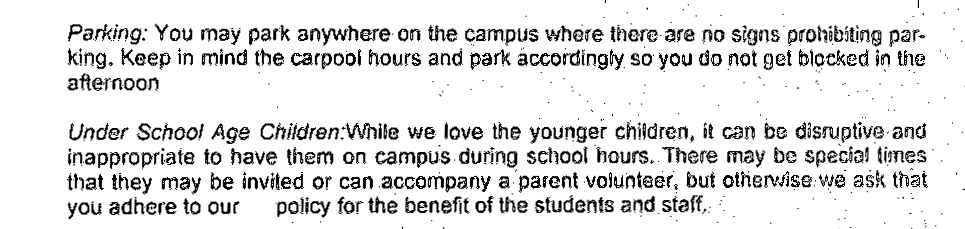 Parking: You may park anywhere on the campus where there are no signs prohibiting par-
king. Keep in mind the carpool hours and park accordingly so you do not get blocked in the
afternoon
Under School Age Children:While we love the younger children, it can be disruptive and
inappropriate to have them on campus during school hours. There may be special times
that they may be invited or can accompany a parent volunteer, but otherwise we ask that
you adhere to our policy for the benefit of the students and staff.